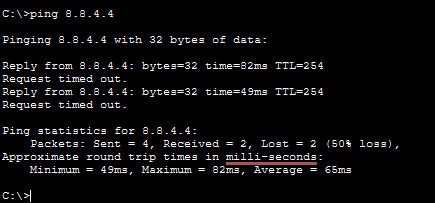 C:\>ping 8.8.4.4
Pinging 8.8.4.4 with 32 bytes of data:
Reply from 8.8.4.4: bytes=32 time=82ms TTL=254
Request timed out.
Reply from 8.8.4.4: bytes=32 time=49ms TTL=254
Request timed out.
Ping statistics for 8.8.4.4:
Packets: Sent = 4, Received = 2, Lost = 2 (50% loss),
Approximate round trip times in milli-seconds:
Minimum = 49ms, Maximum = 82ms, Average = 65ms
C:\>